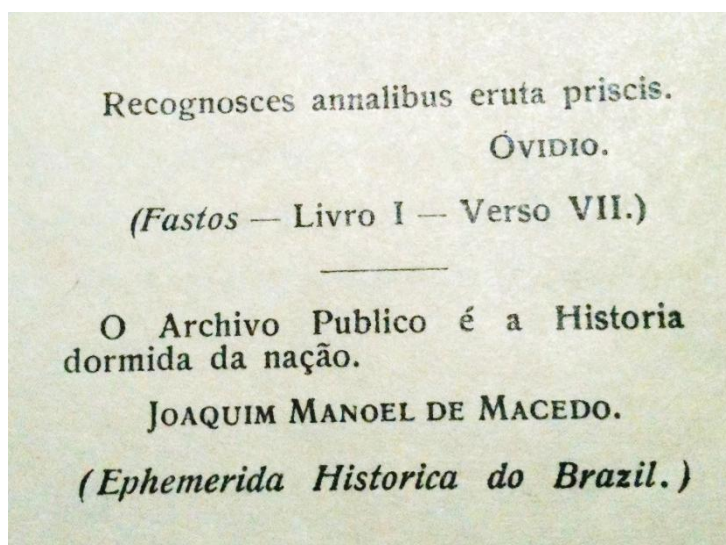 Recognosces annalibus eruta priscis.
ÓVIDIO.
(Fastos — Livro I — Verso VII.)
O Archivo Publico é a Historia
dormida da nação.
JOAQUIM MANOEL DE MACEDO.
(Ephemerida Historica do Brazil.)